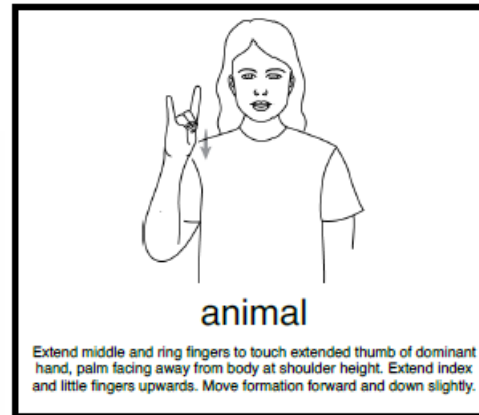 animal
Extend middle and ring fingers to touch extended thumb of dominant
hand, palm facing away from body at shoulder height. Extend index
and little fingers upwards. Move formation forward and down slightly.